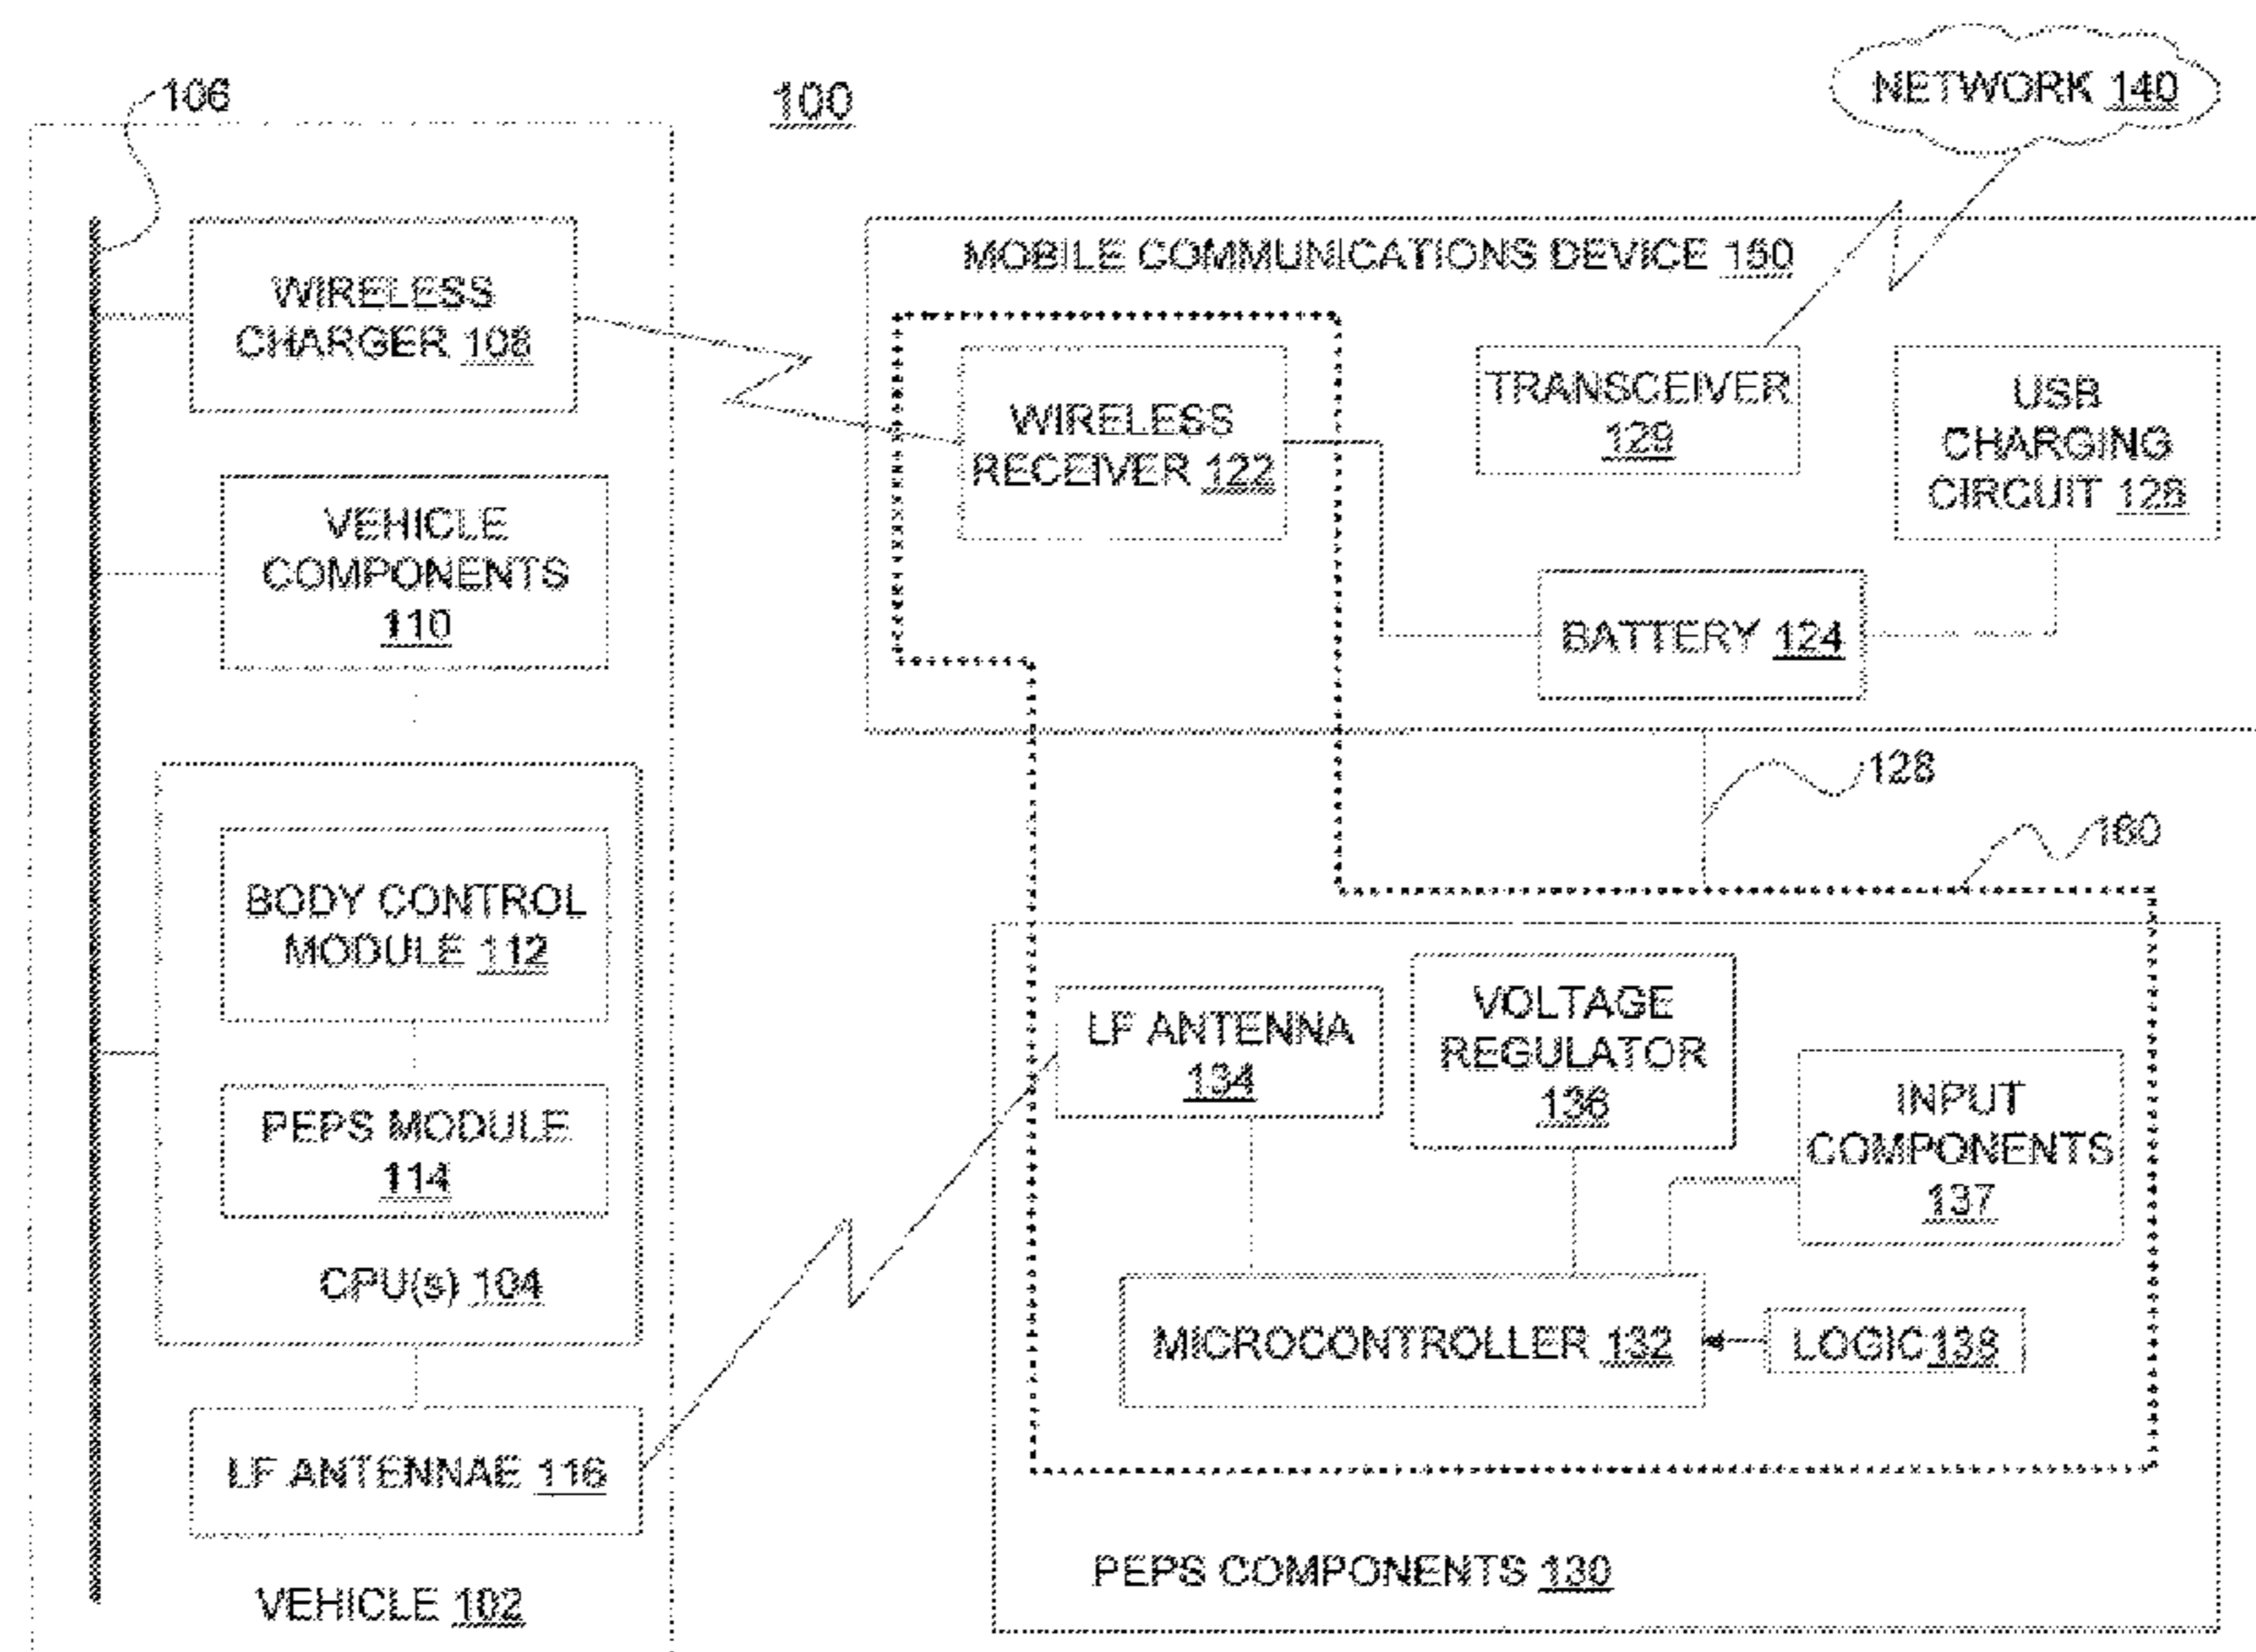 106
100
NETWORK 140
WIRELESS
CHARGER 108
MOBILE COMMUNICATIONS DEVICE 150
WIRELESS
RECEIVER 122
TRANSCEIVER
129
USB
CHARGING
CIRCUIT 128
VEHICLE
COMPONENTS
110
BATTERY 124
128
160
BODY CONTROL
MODULE 112
PEPS MODULE
114
CPU(s) 104
LF ANTENNAE 116
VEHICLE 102
LF ANTENNA
134
VOLTAGE
REGULATOR
136
INPUT
COMPONENTS
137
MICROCONTROLLER 132
LOGIC 138
PEPS COMPONENTS 130